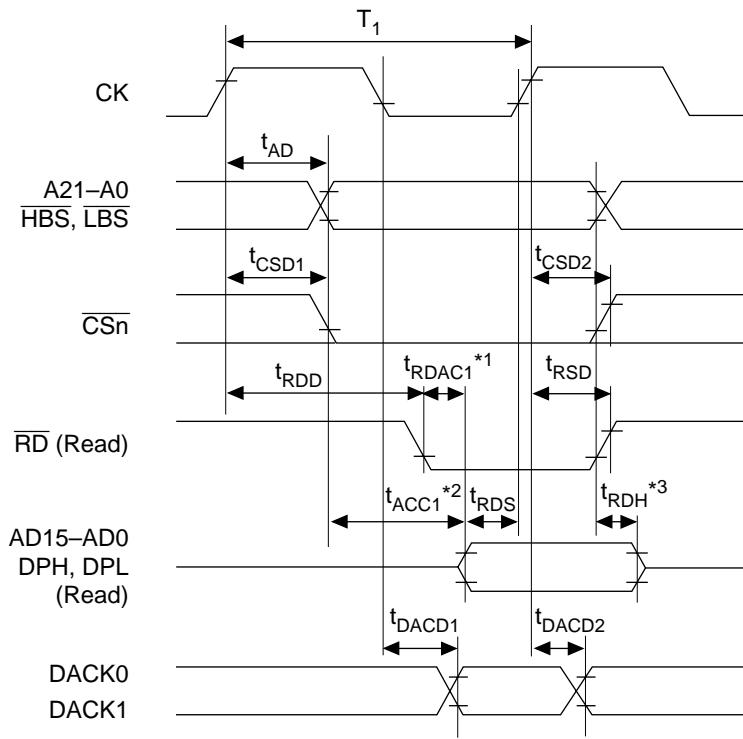 T1
CK
tAD
A21–A0
HBS, LBS
tCSD1
tCSD2
CSn
tRDD
tRDAC1*1
tRSD
RD (Read)
tACC1*2
tRDS
tRDH*3
AD15–AD0
DPH, DPL
(Read)
tDACD1
tDACD2
DACK0
DACK1